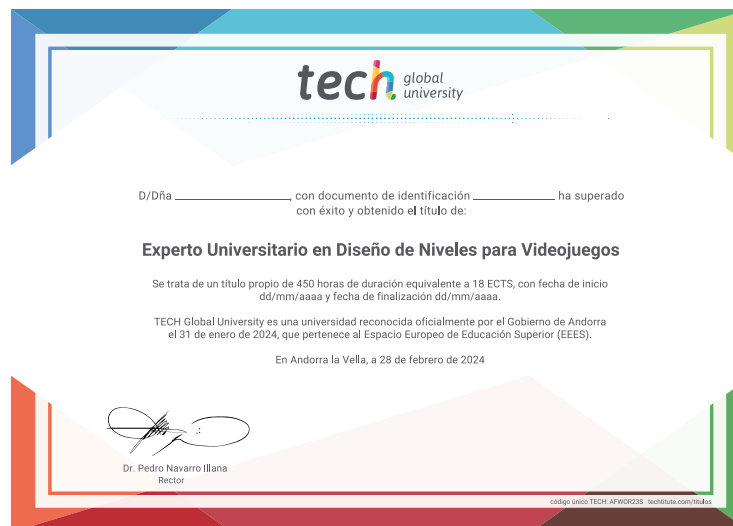 tech global university
D/Dña ____________________, con documento de identificación ______________ ha superado
con éxito y obtenido el título de:
Experto Universitario en Diseño de Niveles para Videojuegos
Se trata de un título propio de 450 horas de duración equivalente a 18 ECTS, con fecha de inicio
dd/mm/aaaa y fecha de finalización dd/mm/aaaa.
TECH Global University es una universidad reconocida oficialmente por el Gobierno de Andorra
el 31 de enero de 2024, que pertenece al Espacio Europeo de Educación Superior (EEES).
En Andorra la Vella, a 28 de febrero de 2024
Dr. Pedro Navarro Illana
Rector
código único TECH: AFWOR23S techtitute.com/titulos